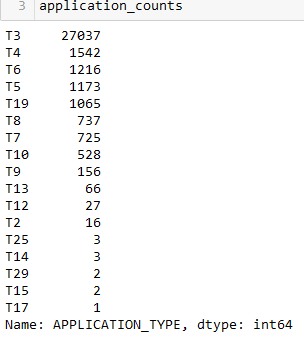 3 application_counts
T3 27037
T4 1542
T6 1216
T5 1173
T19 1065
T8 737
T7 725
T10 528
T9 156
T13 66
T12 27
T2 16
T25 3
T14 3
T29 2
T15 2
T17 1
Name: APPLICATION_TYPE, dtype: int64